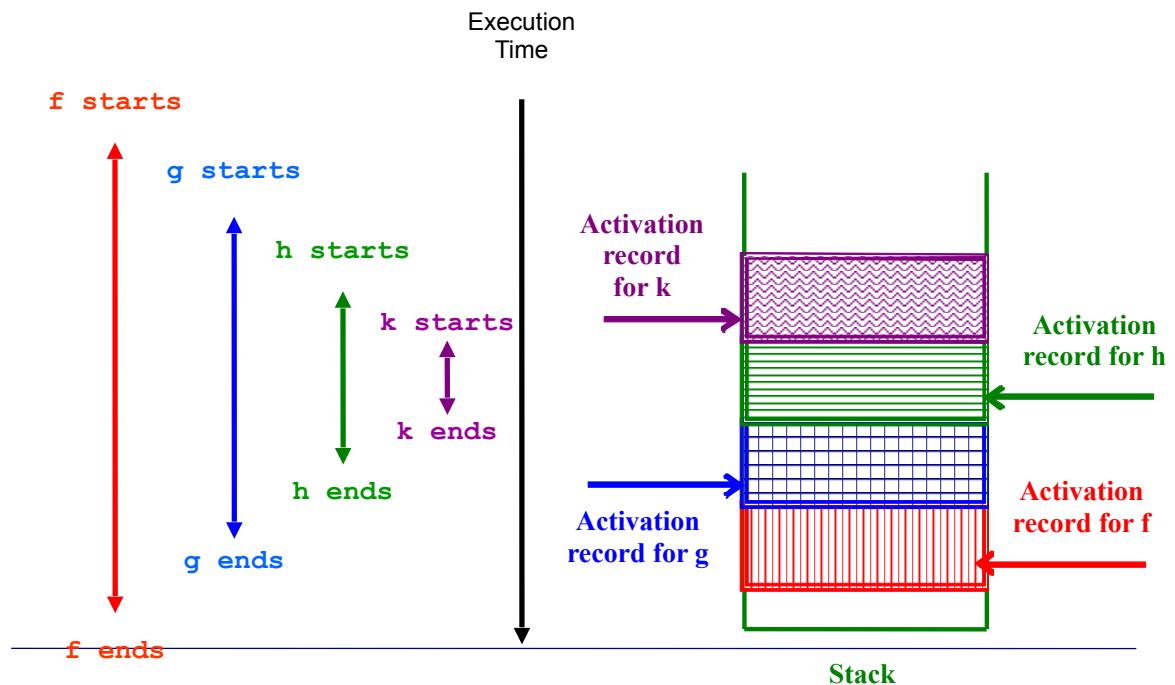 Execution
Time
f starts
g starts
h starts
k starts
k ends
h ends
g ends
f ends
Activation
record
for k
Activation
record for h
Activation
record for g
Activation
record for f
Stack